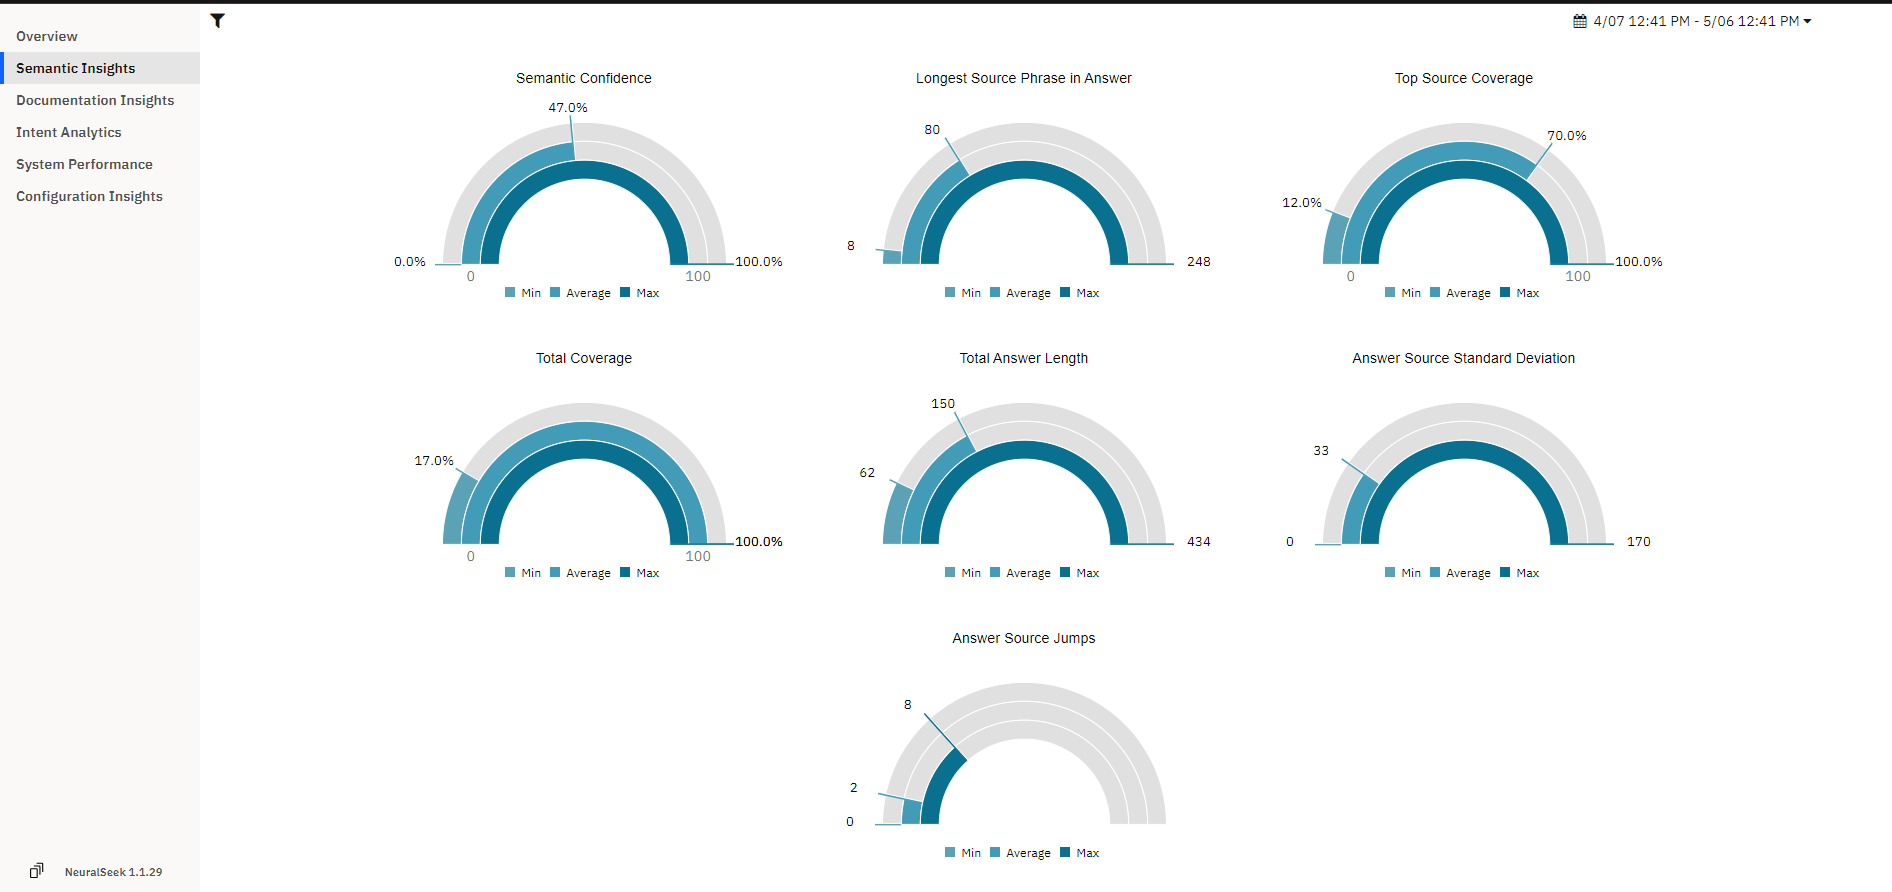 4/07 12:41 PM - 5/06 12:41 PM
Overview
Semantic Insights
Documentation Insights
Intent Analytics
System Performance
Configuration Insights
Semantic Confidence
47.0%
0.0%
100.0%
0
100
Min Average Max
Longest Source Phrase in Answer
80
8
248
Min Average Max
Top Source Coverage
70.0%
12.0%
100.0%
0
100
Min Average Max
Total Coverage
17.0%
100.0%
0
100
Min Average Max
Total Answer Length
150
62
434
Min Average Max
Answer Source Standard Deviation
33
0
170
Min Average Max
Answer Source Jumps
8
2
0
Min Average Max
NeuralSeek 1.1.29